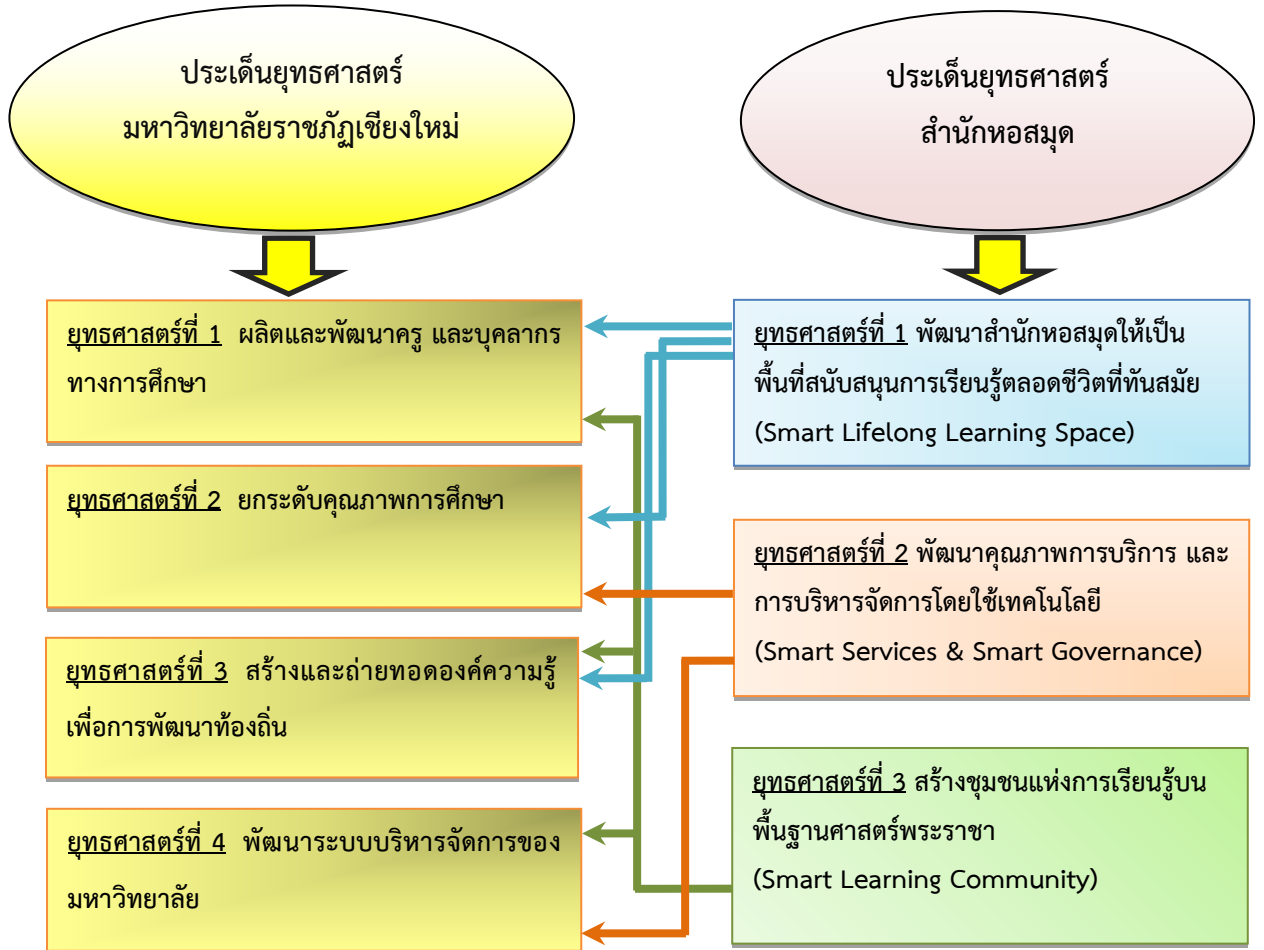 ประเด็นยุทธศาสตร์
มหาวิทยาลัยราชภัฏเชียงใหม่
ยุทธศาสตร์ที่ 1 ผลิตและพัฒนาครู และบุคลากร
ทางการศึกษา
ยุทธศาสตร์ที่ 2 ยกระดับคุณภาพการศึกษา
ยุทธศาสตร์ที่ 3 สร้างและถ่ายทอดองค์ความรู้
เพื่อการพัฒนาท้องถิ่น
ยุทธศาสตร์ที่ 4 พัฒนาระบบบริหารจัดการของ
มหาวิทยาลัย
ประเด็นยุทธศาสตร์
สำนักหอสมุด
ยุทธศาสตร์ที่ 1 พัฒนาสำนักหอสมุดให้เป็น
พื้นที่สนับสนุนการเรียนรู้ตลอดชีวิตที่ทันสมัย
(Smart Lifelong Learning Space)
ยุทธศาสตร์ที่ 2 พัฒนาคุณภาพการบริการ และ
การบริหารจัดการโดยใช้เทคโนโลยี
(Smart Services & Smart Governance)
ยุทธศาสตร์ที่ 3 สร้างชุมชนแห่งการเรียนรู้บน
พื้นฐานศาสตร์พระราชา
(Smart Learning Community)